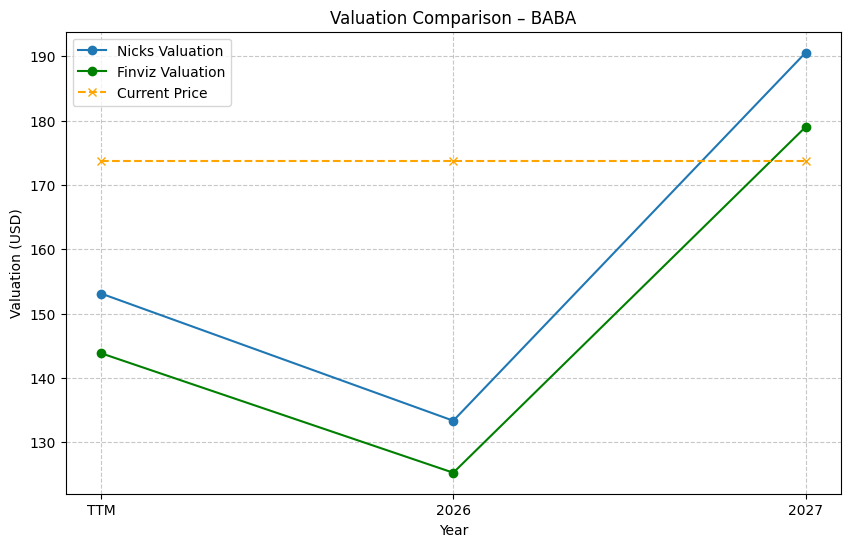 Valuation Comparison – BABA
Nicks Valuation
Finviz Valuation
Current Price
Valuation (USD)
190
180
170
160
150
140
130
TTM
2026
2027
Year